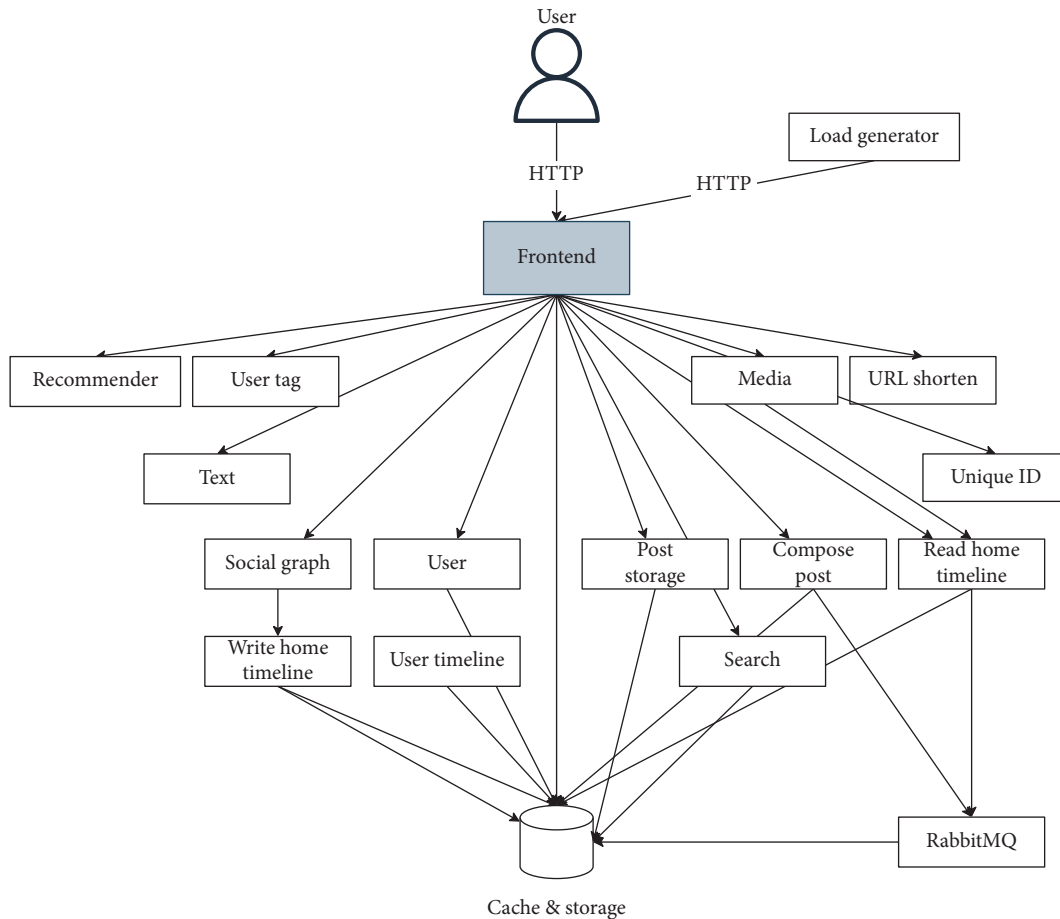 User
Load generator
HTTP
HTTP
Frontend
Recommender
User tag
Media
URL shorten
Text
Unique ID
Social graph
User
Post
storage
Compose
post
Read home
timeline
Write home
timeline
User timeline
Search
RabbitMQ
Cache & storage